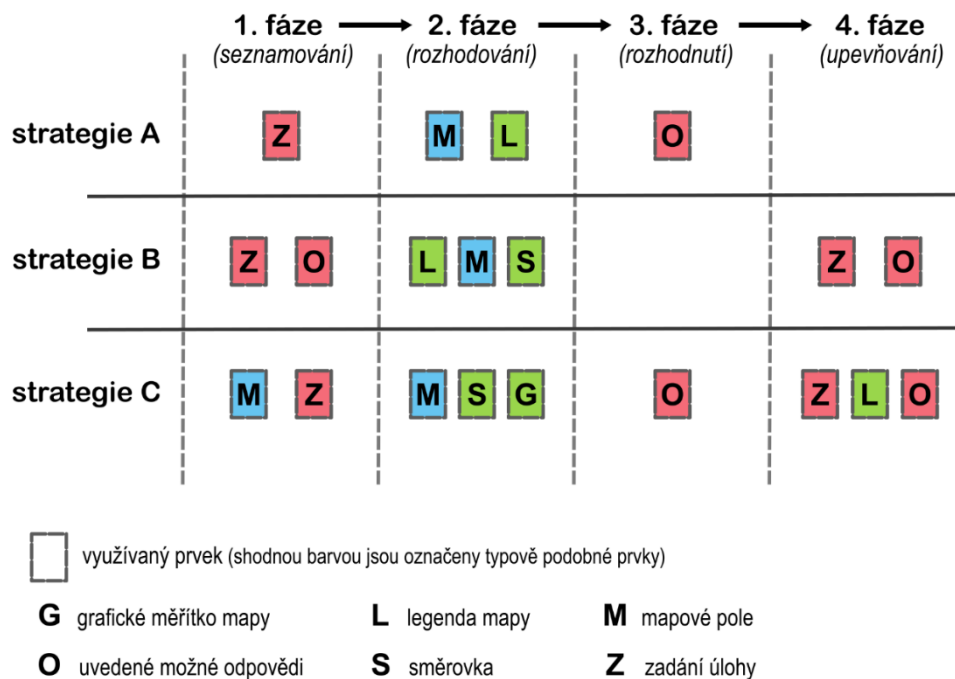 1. fáze 2. fáze 3. fáze 4. fáze
(seznamování) (rozhodování) (rozhodnutí) (upevňování)
strategie A Z M L O
strategie B Z O L M S Z O
strategie C M Z M S G O Z L O
využívaný prvek (shodnou barvou jsou označeny typově podobné prvky)
G grafické měřítko mapy L legenda mapy M mapové pole
O uvedené možné odpovědi S směrovka Z zadání úlohy